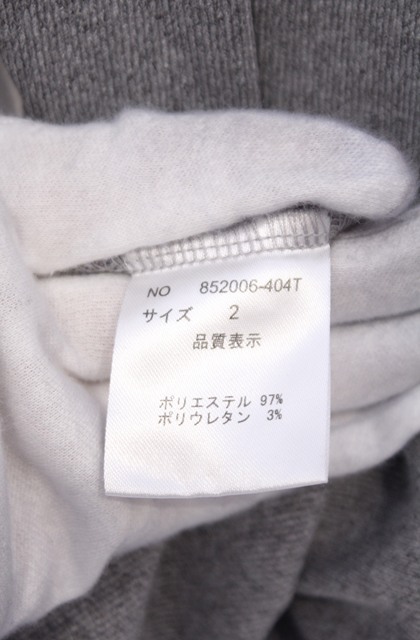 NO 852006-404T
サイズ 2
品質表示
ポリエステル 97%
ポリウレタン 3%